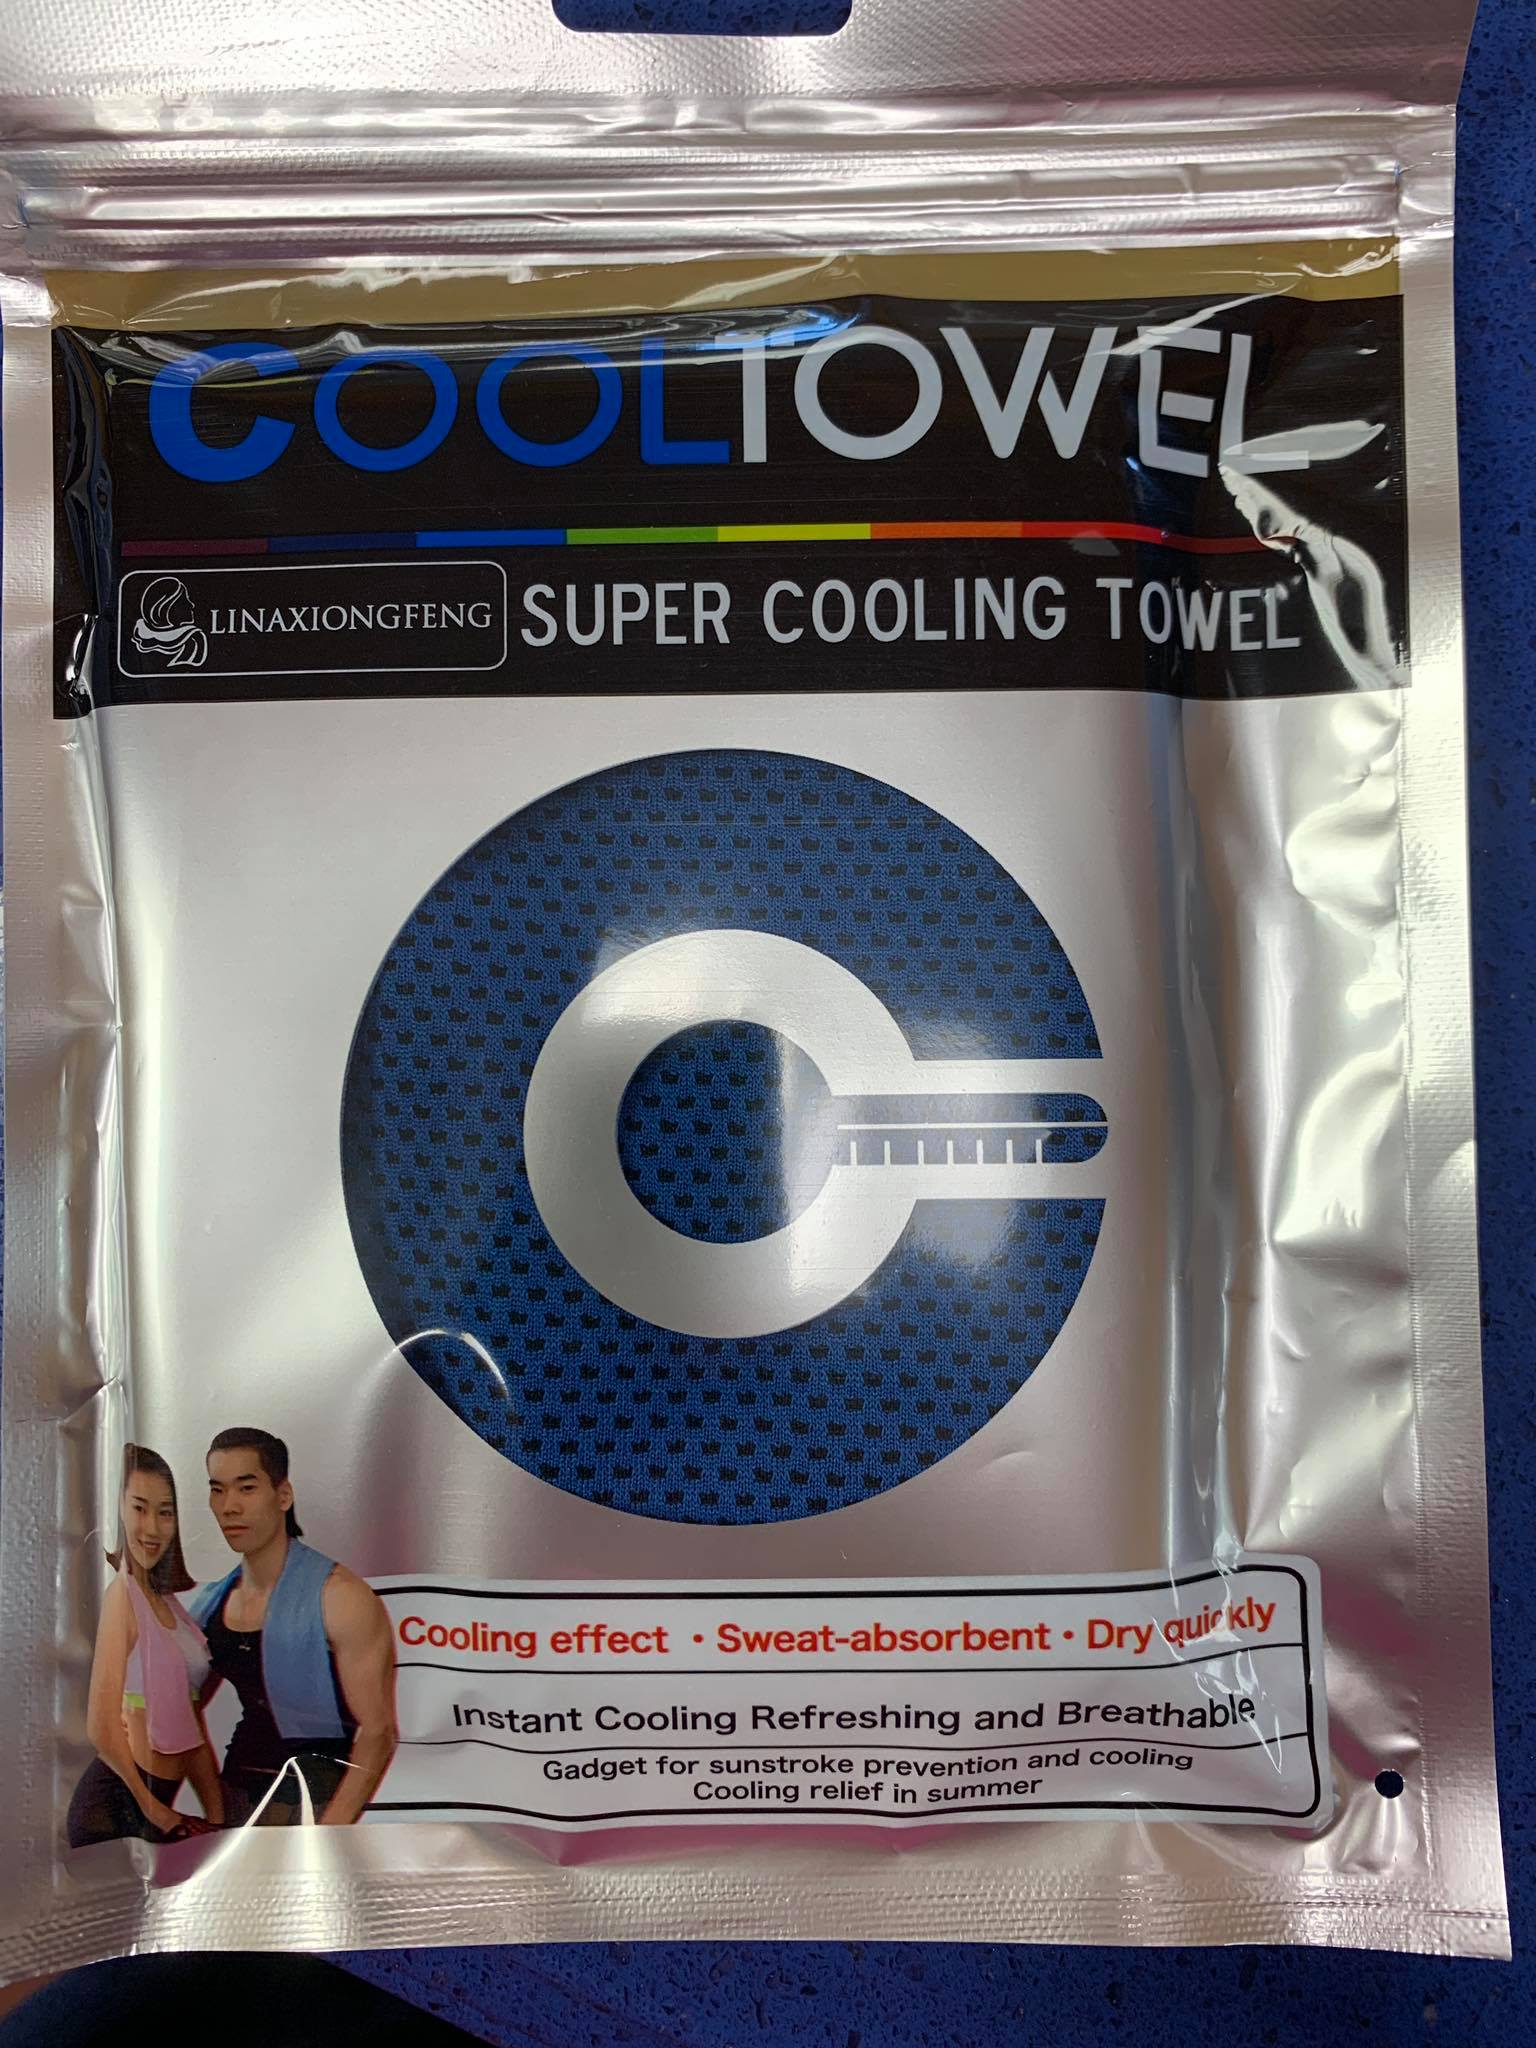 COOLTOWEL
LINAXIONGFENG
SUPER COOLING TOWEL
Cooling effect · Sweat-absorbent · Dry quickly
Instant Cooling Refreshing and Breathable
Gadget for sunstroke prevention and cooling
Cooling relief in summer